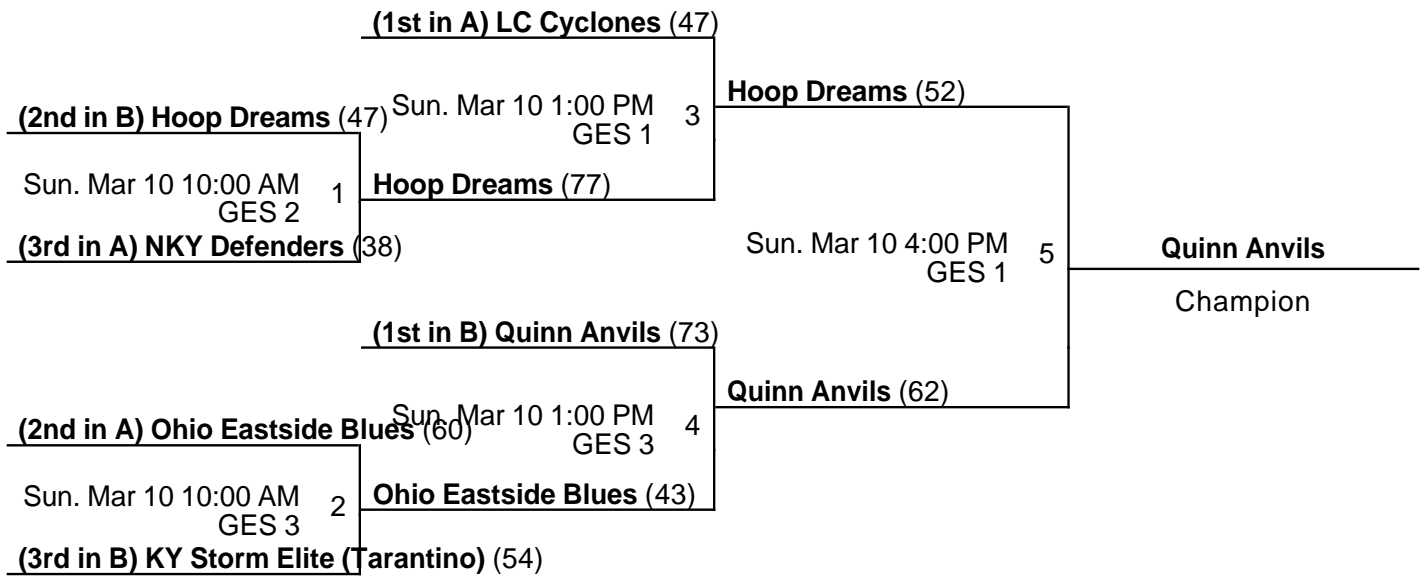 (1st in A) LC Cyclones (47)
(2nd in B) Hoop Dreams (47)
Sun. Mar 10 1:00 PM
GES 1
3
Hoop Dreams (52)
Sun. Mar 10 10:00 AM
GES 2
1
Hoop Dreams (77)
(3rd in A) NKY Defenders (38)
Sun. Mar 10 4:00 PM
GES 1
5
Quinn Anvils
Champion
(1st in B) Quinn Anvils (73)
Quinn Anvils (62)
(2nd in A) Ohio Eastside Blues (60)
Sun. Mar 10 1:00 PM
GES 3
4
Sun. Mar 10 10:00 AM
GES 3
2
Ohio Eastside Blues (43)
(3rd in B) KY Storm Elite (Tarantino) (54)